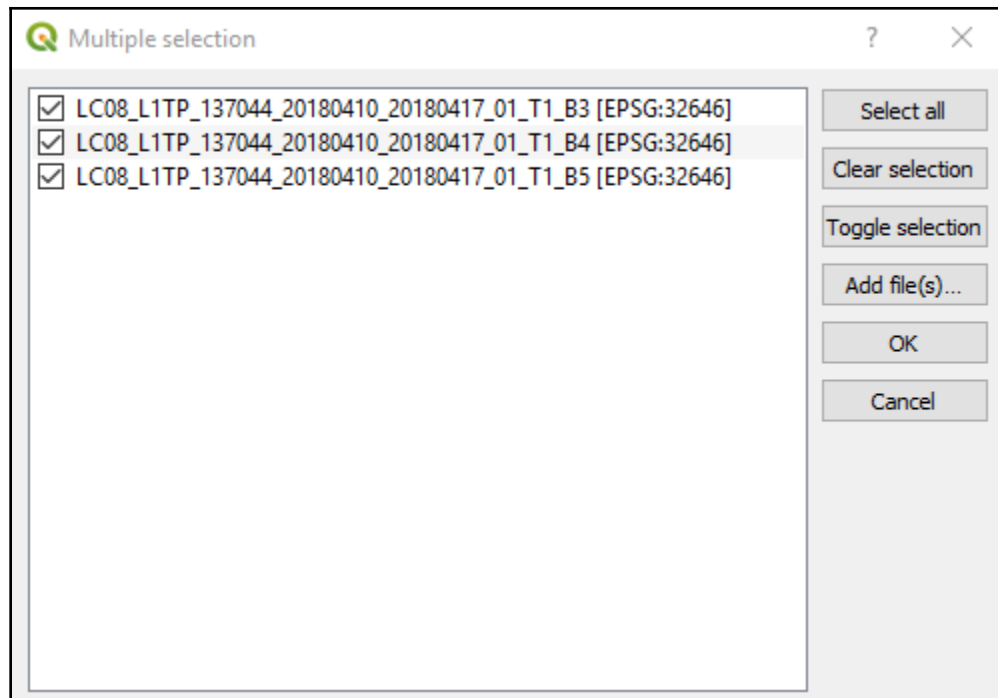 Multiple selection
LC08_L1TP_137044_20180410_20180417_01_T1_B3 [EPSG:32646]
LC08_L1TP_137044_20180410_20180417_01_T1_B4 [EPSG:32646]
LC08_L1TP_137044_20180410_20180417_01_T1_B5 [EPSG:32646]
Select all
Clear selection
Toggle selection
Add file(s)...
OK
Cancel